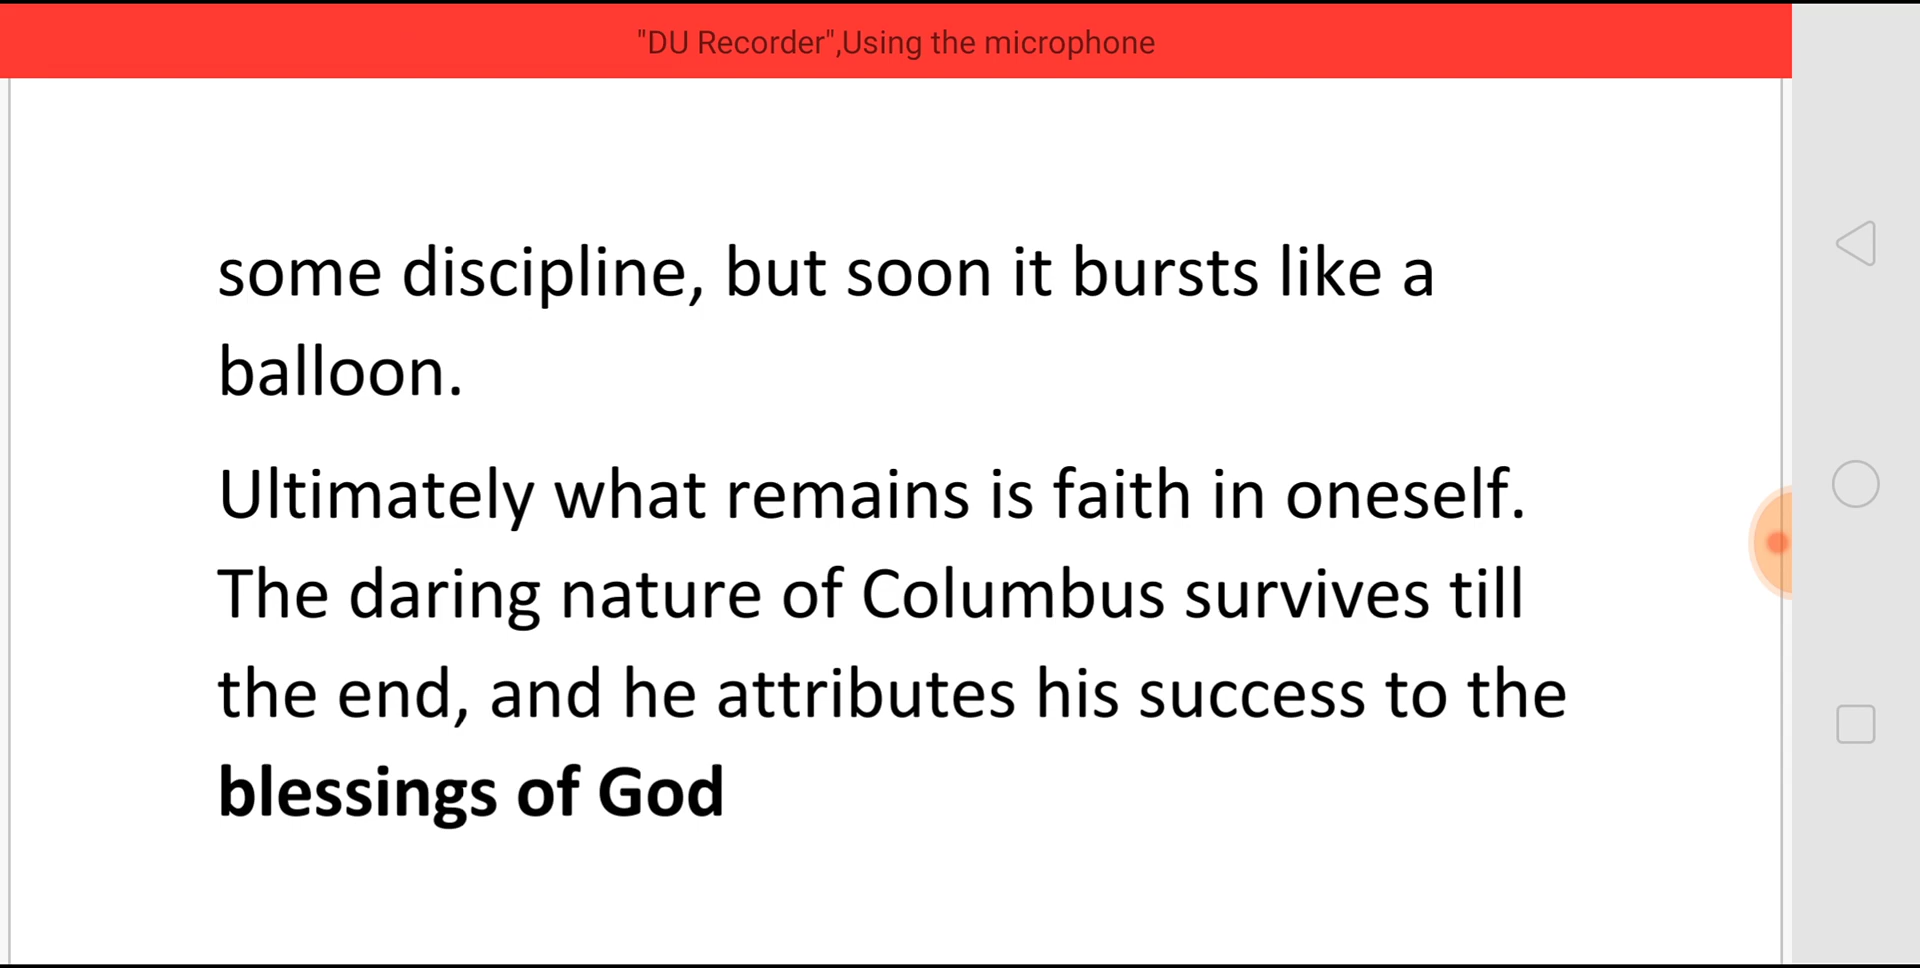 "DU Recorder",Using the microphone
some discipline, but soon it bursts like a
balloon.
Ultimately what remains is faith in oneself.
The daring nature of Columbus survives till
the end, and he attributes his success to the
blessings of God